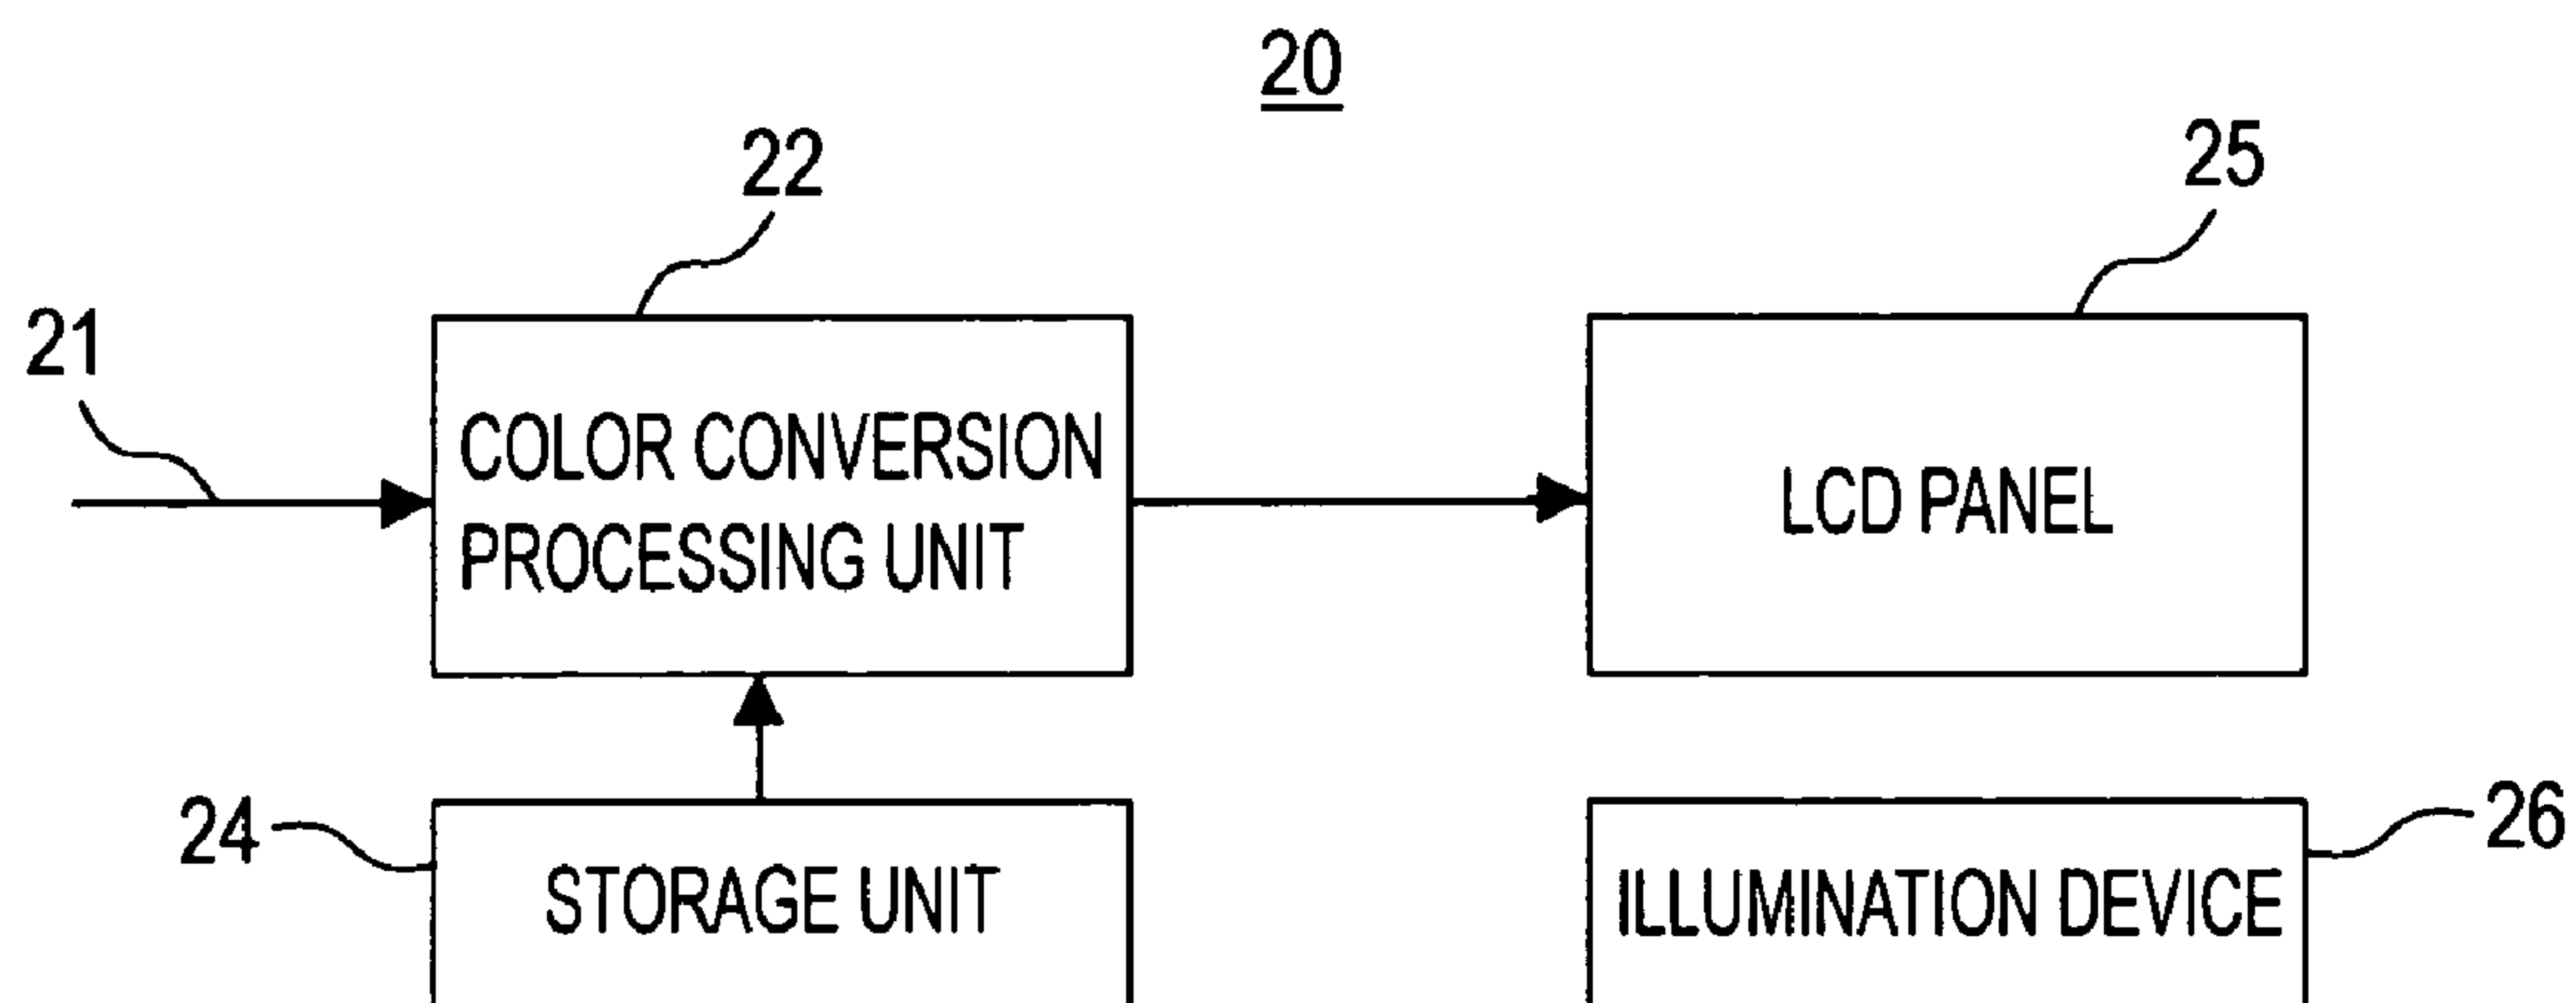 20
22
25
21
COLOR CONVERSION
PROCESSING UNIT
LCD PANEL
24
STORAGE UNIT
ILLUMINATION DEVICE
26